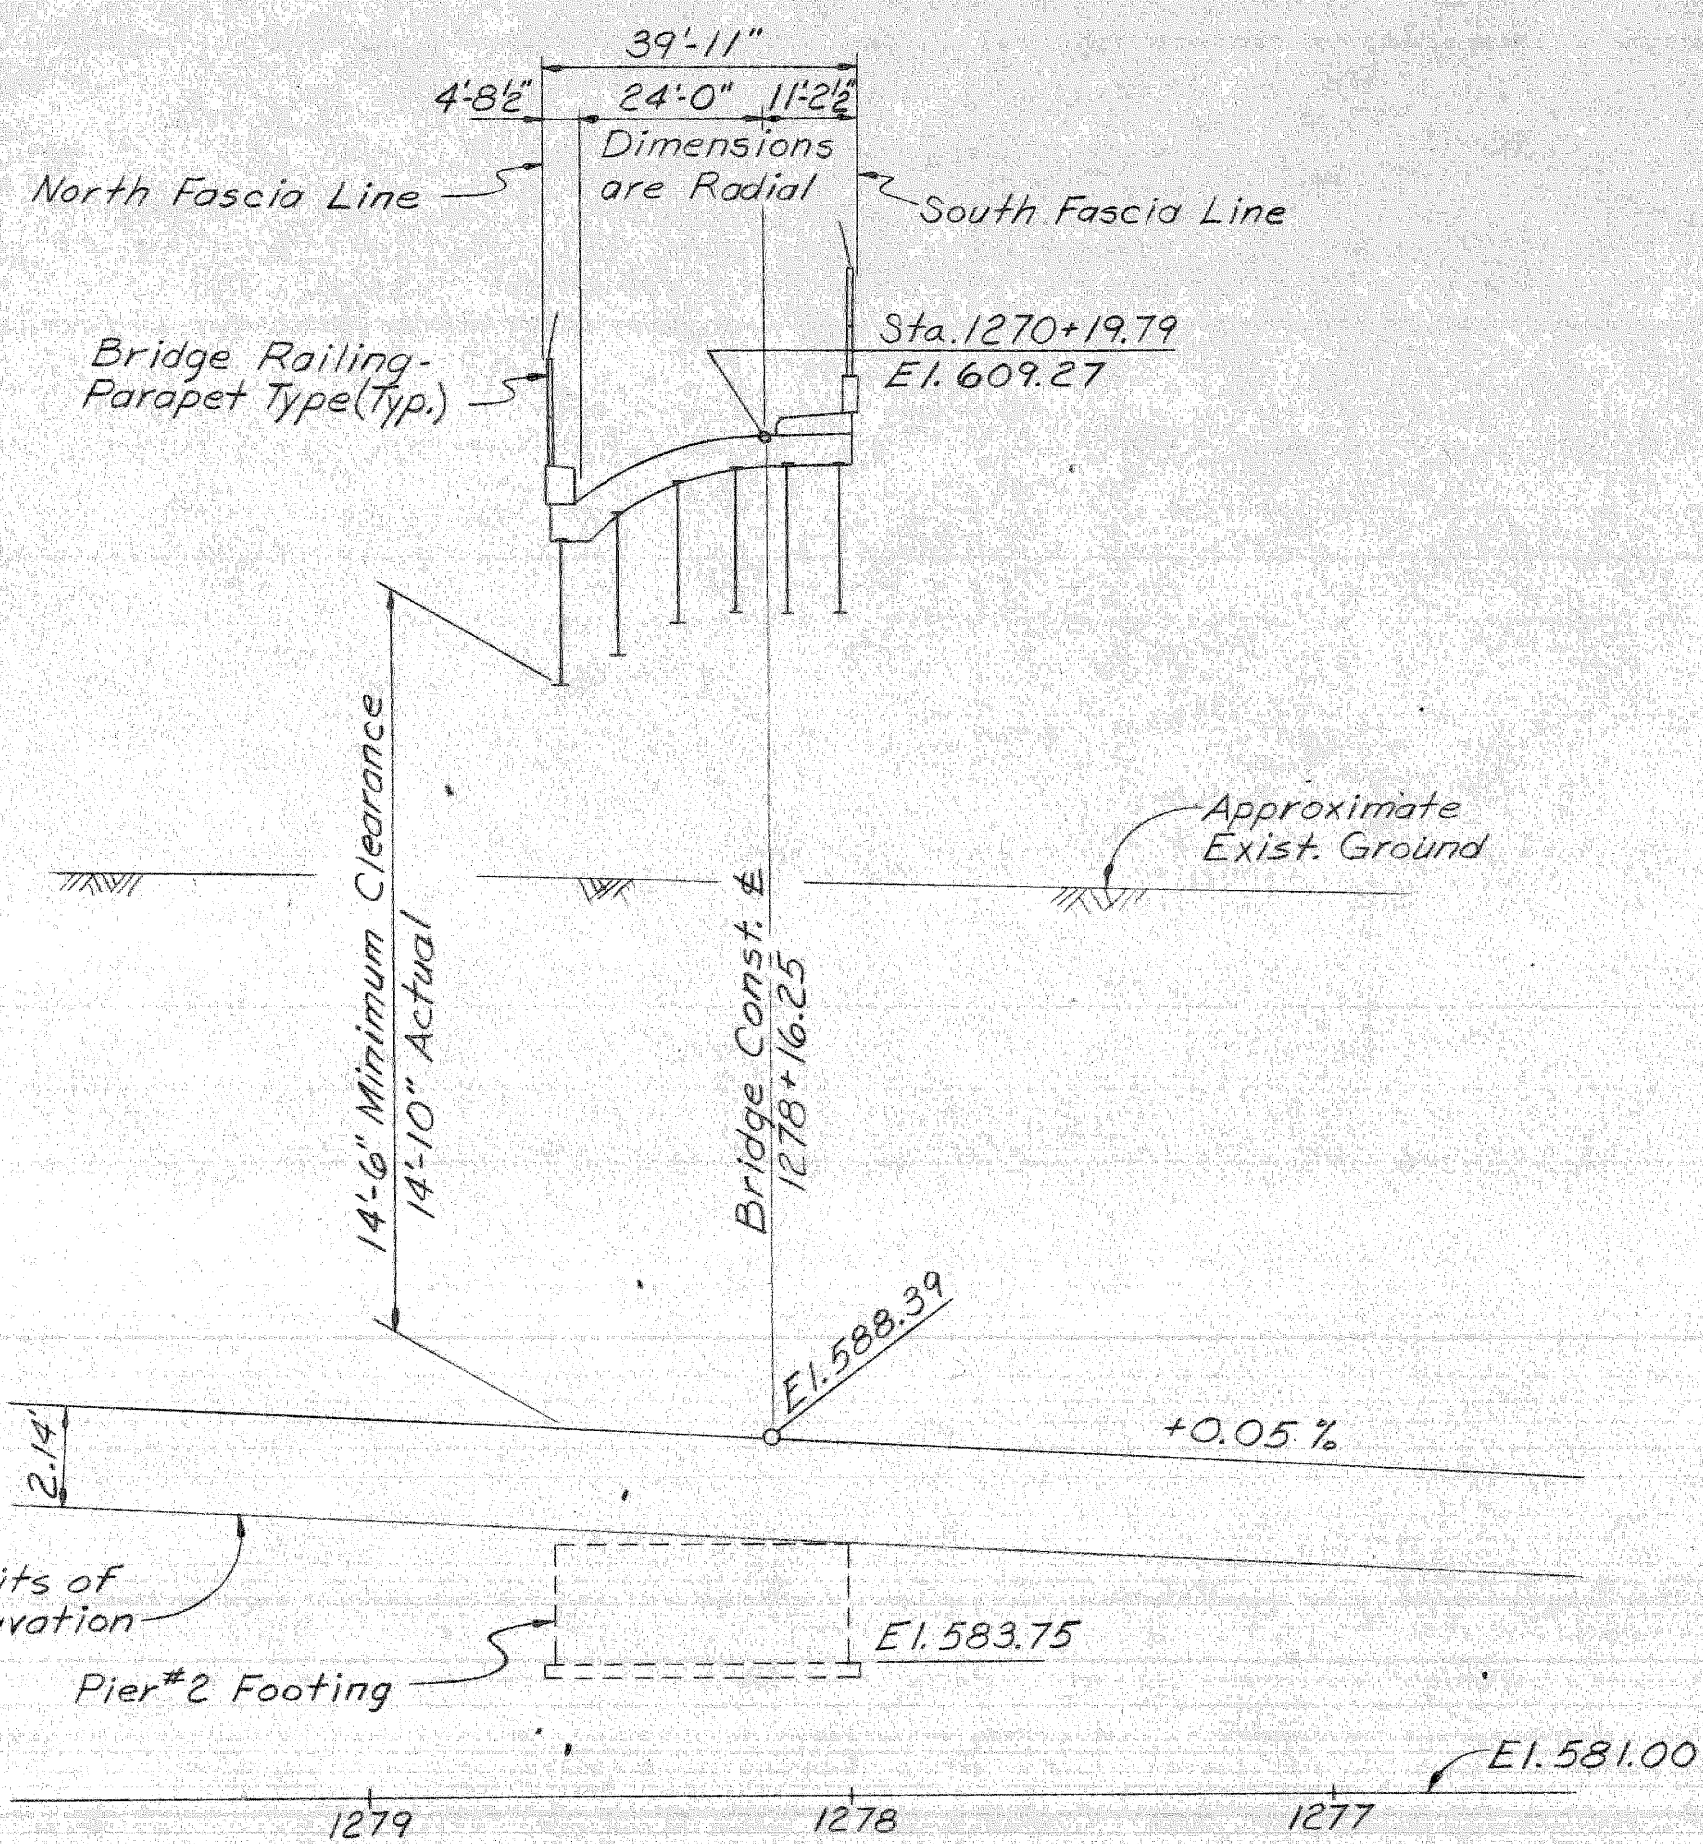 39'-11"
4'-8½" 24'-0" 11'-2½"
Dimensions
are Radial
North Fascia Line
South Fascia Line
Sta. 1270+19.79
El. 609.27
Bridge Railing-
Parapet Type (Typ.)
Approximate
Exist. Ground
14'-6" Minimum Clearance
14'-10" Actual
Bridge Const. ℄
1278+16.25
El. 588.39
+0.05 %
2.14'
its of
vation
El. 583.75
Pier #2 Footing
El. 581.00
1279 1278 1277